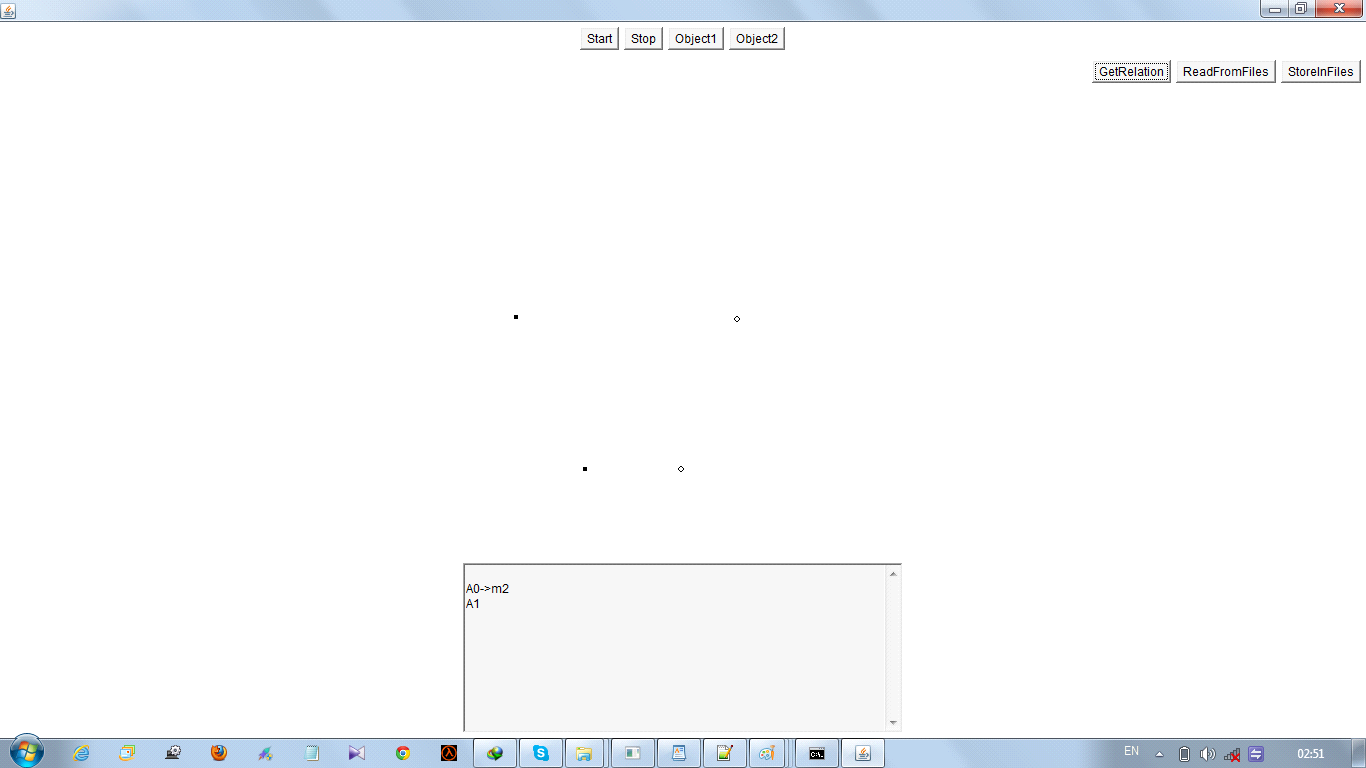 Start Stop Object1 Object2
GetRelation ReadFromFiles StoreInFiles
A0->m2
A1
C:\.
EN
02:51